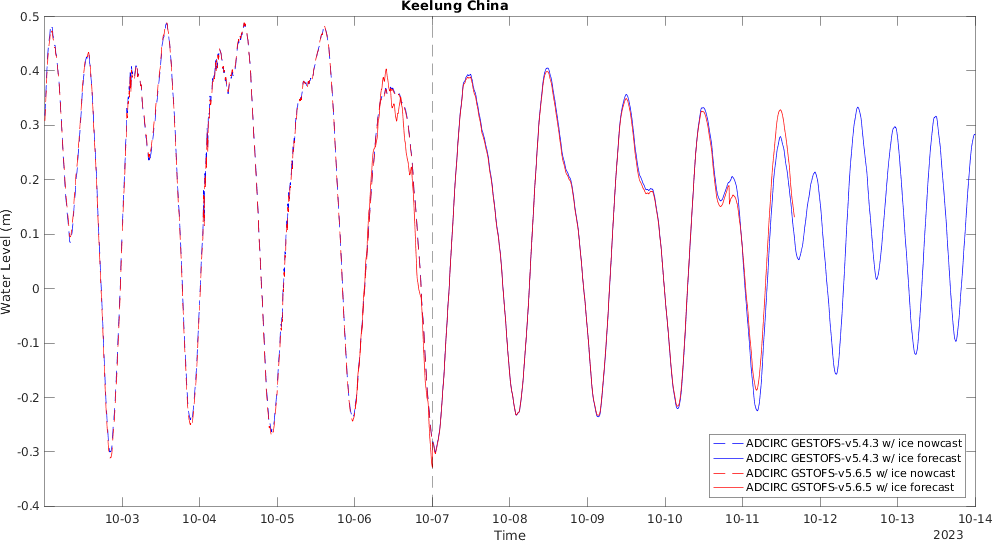 Keelung China
0.5
0.4
0.3
0.2
0.1
0
-0.1
-0.2
-0.3
-0.4
Water Level (m)
ADCIRC GESTOFS-v5.4.3 w/ ice nowcast
ADCIRC GESTOFS-v5.4.3 w/ ice forecast
ADCIRC GSTOFS-v5.6.5 w/ ice nowcast
ADCIRC GSTOFS-v5.6.5 w/ ice forecast
10-03 10-04 10-05 10-06 10-07 10-08 10-09 10-10 10-11 10-12 10-13 10-14
Time
2023